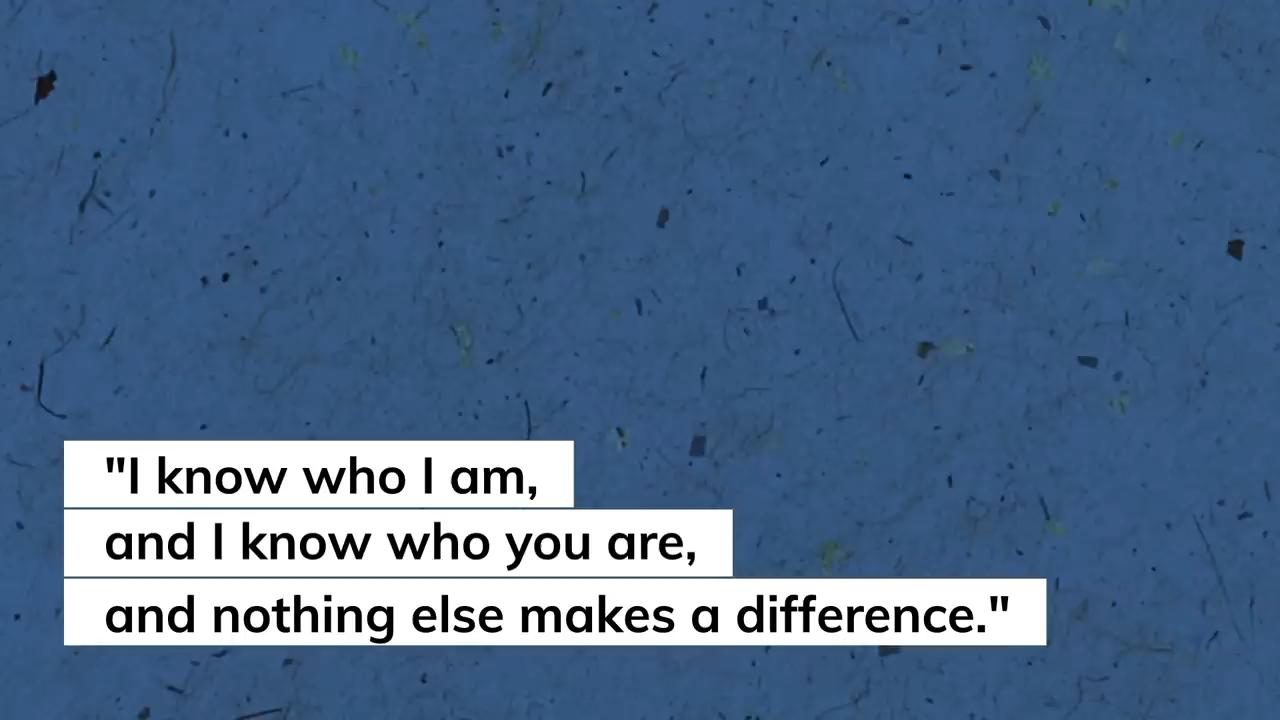 "I know who I am,
and I know who you are,
and nothing else makes a difference."